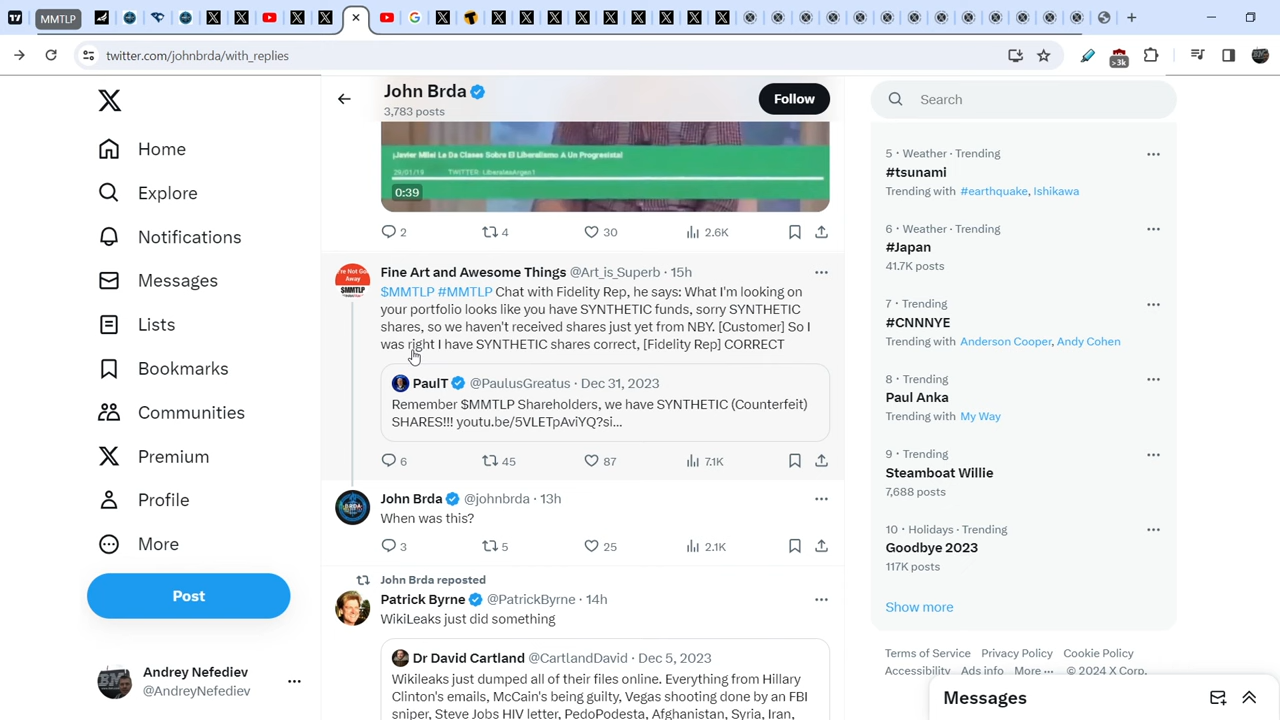 MMTLP
twitter.com/johnbrda/with_replies
>3k
Home
Explore
Notifications
Messages
Lists
Bookmarks
Communities
Premium
Profile
More
Post
Andrey Nefediev
@AndreyNefediev
John Brda
3,783 posts
Follow
¡Javier Milei Le Da Clases Sobre El Liberalismo A Un Progresista!
TWITTER: LiberalesArgen1
0:39
2 4 30 2.6K
Fine Art and Awesome Things @Art_is_Superb · 15h
$MMTLP #MMTLP Chat with Fidelity Rep, he says: What I'm looking on
your portfolio looks like you have SYNTHETIC funds, sorry SYNTHETIC
shares, so we haven't received shares just yet from NBY. [Customer] So I
was right I have SYNTHETIC shares correct, [Fidelity Rep] CORRECT
PaulT @PaulusGreatus · Dec 31, 2023
Remember $MMTLP Shareholders, we have SYNTHETIC (Counterfeit)
SHARES!!! youtu.be/5VLETpAviYQ?si...
6 45 87 7.1K
John Brda @johnbrda · 13h
When was this?
3 5 25 2.1K
John Brda reposted
Patrick Byrne @PatrickByrne · 14h
WikiLeaks just did something
Dr David Cartland @CartlandDavid · Dec 5, 2023
Wikileaks just dumped all of their files online. Everything from Hillary
Clinton's emails, McCain's being guilty, Vegas shooting done by an FBI
sniper, Steve Jobs HIV letter, PedoPodesta, Afghanistan, Syria, Iran,
Search
5 · Weather · Trending
#tsunami
Trending with #earthquake, Ishikawa
6 · Weather · Trending
#Japan
41.7K posts
7 · Trending
#CNNNYE
Trending with Anderson Cooper, Andy Cohen
8 · Trending
Paul Anka
Trending with My Way
9 · Trending
Steamboat Willie
7,688 posts
10 · Holidays · Trending
Goodbye 2023
117K posts
Show more
Terms of Service Privacy Policy Cookie Policy
Accessibility Ads info More ··· © 2024 X Corp.
Messages